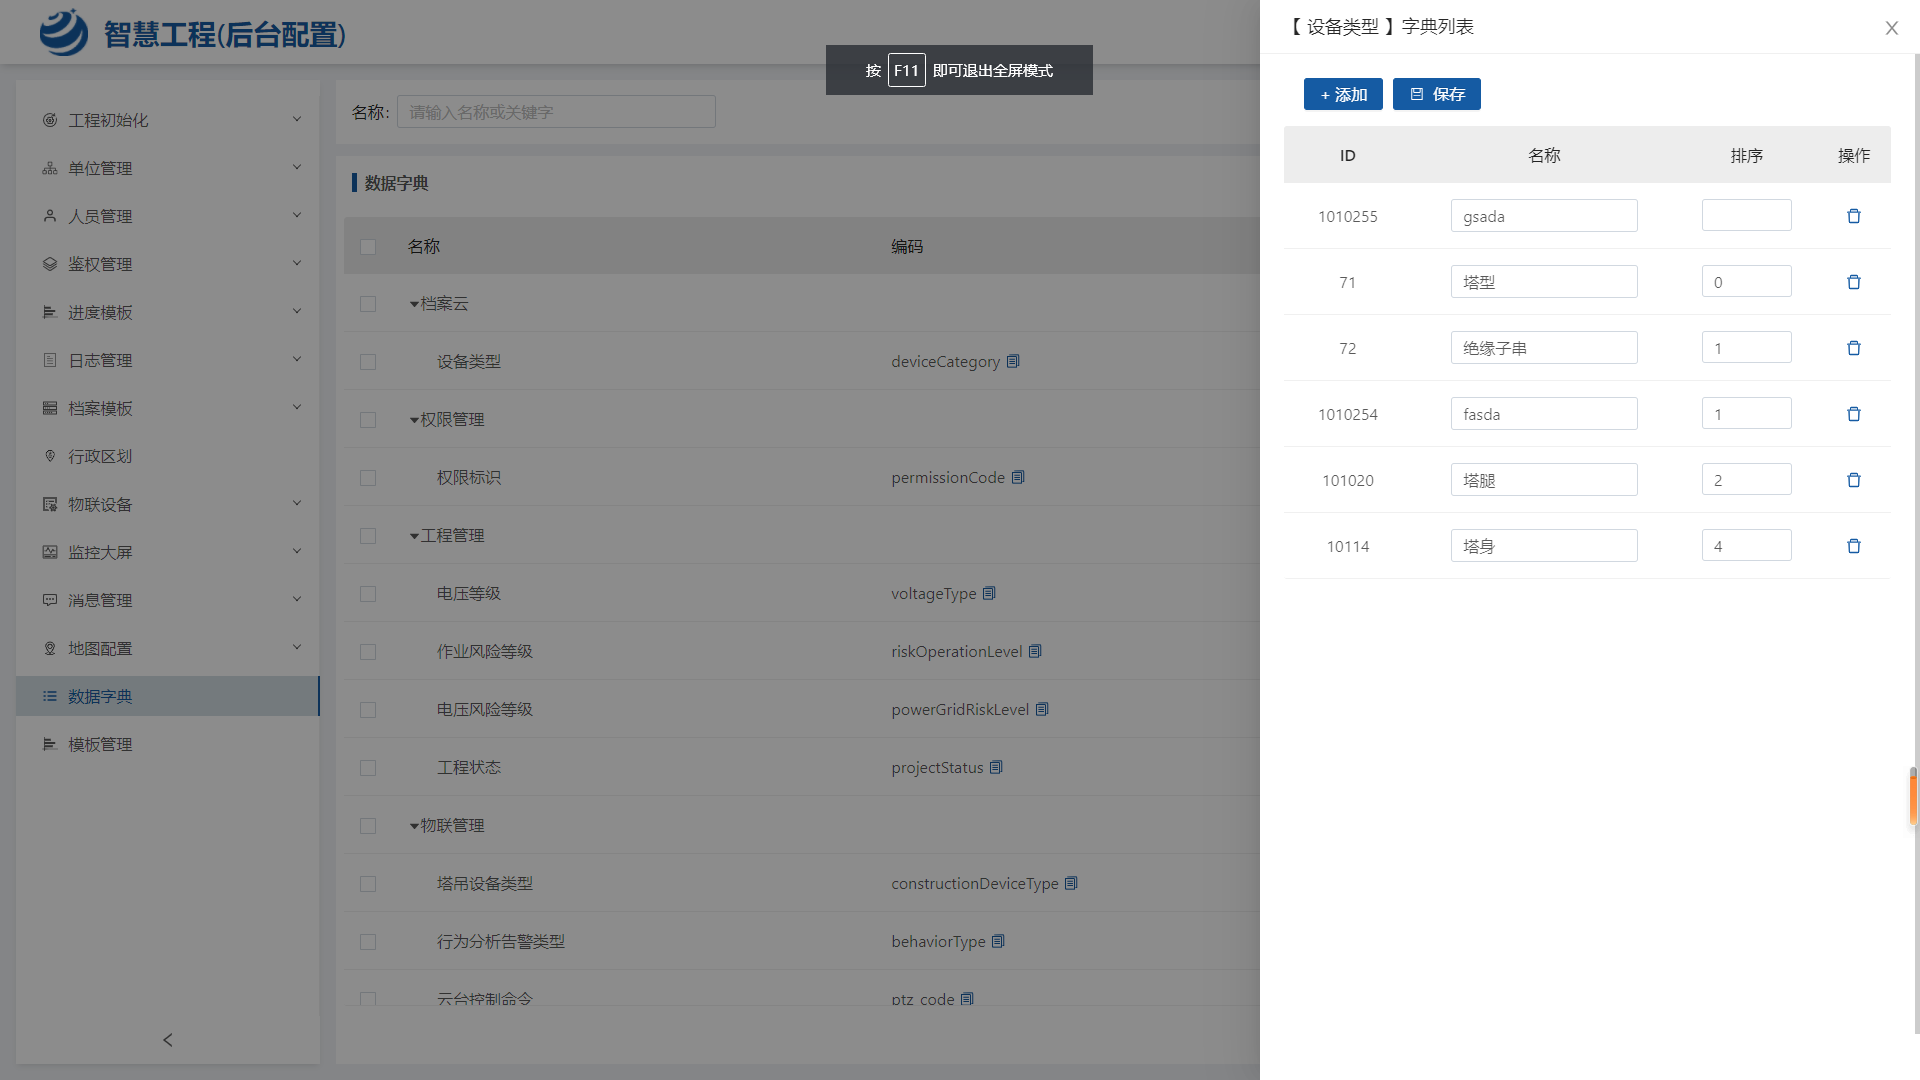 智慧工程(后台配置)
按 F11 即可退出全屏模式
工程初始化
单位管理
人员管理
鉴权管理
进度模板
日志管理
档案模板
行政区划
物联设备
监控大屏
消息管理
地图配置
数据字典
模板管理
名称: 请输入名称或关键字
数据字典
名称 编码
档案云
设备类型 deviceCategory
权限管理
权限标识 permissionCode
工程管理
电压等级 voltageType
作业风险等级 riskOperationLevel
电压风险等级 powerGridRiskLevel
工程状态 projectStatus
物联管理
塔吊设备类型 constructionDeviceType
行为分析告警类型 behaviorType
云台控制命令 ptz_code
【 设备类型 】字典列表
+ 添加 保存
ID 名称 排序 操作
1010255 gsada
71 塔型 0
72 绝缘子串 1
1010254 fasda 1
101020 塔腿 2
10114 塔身 4